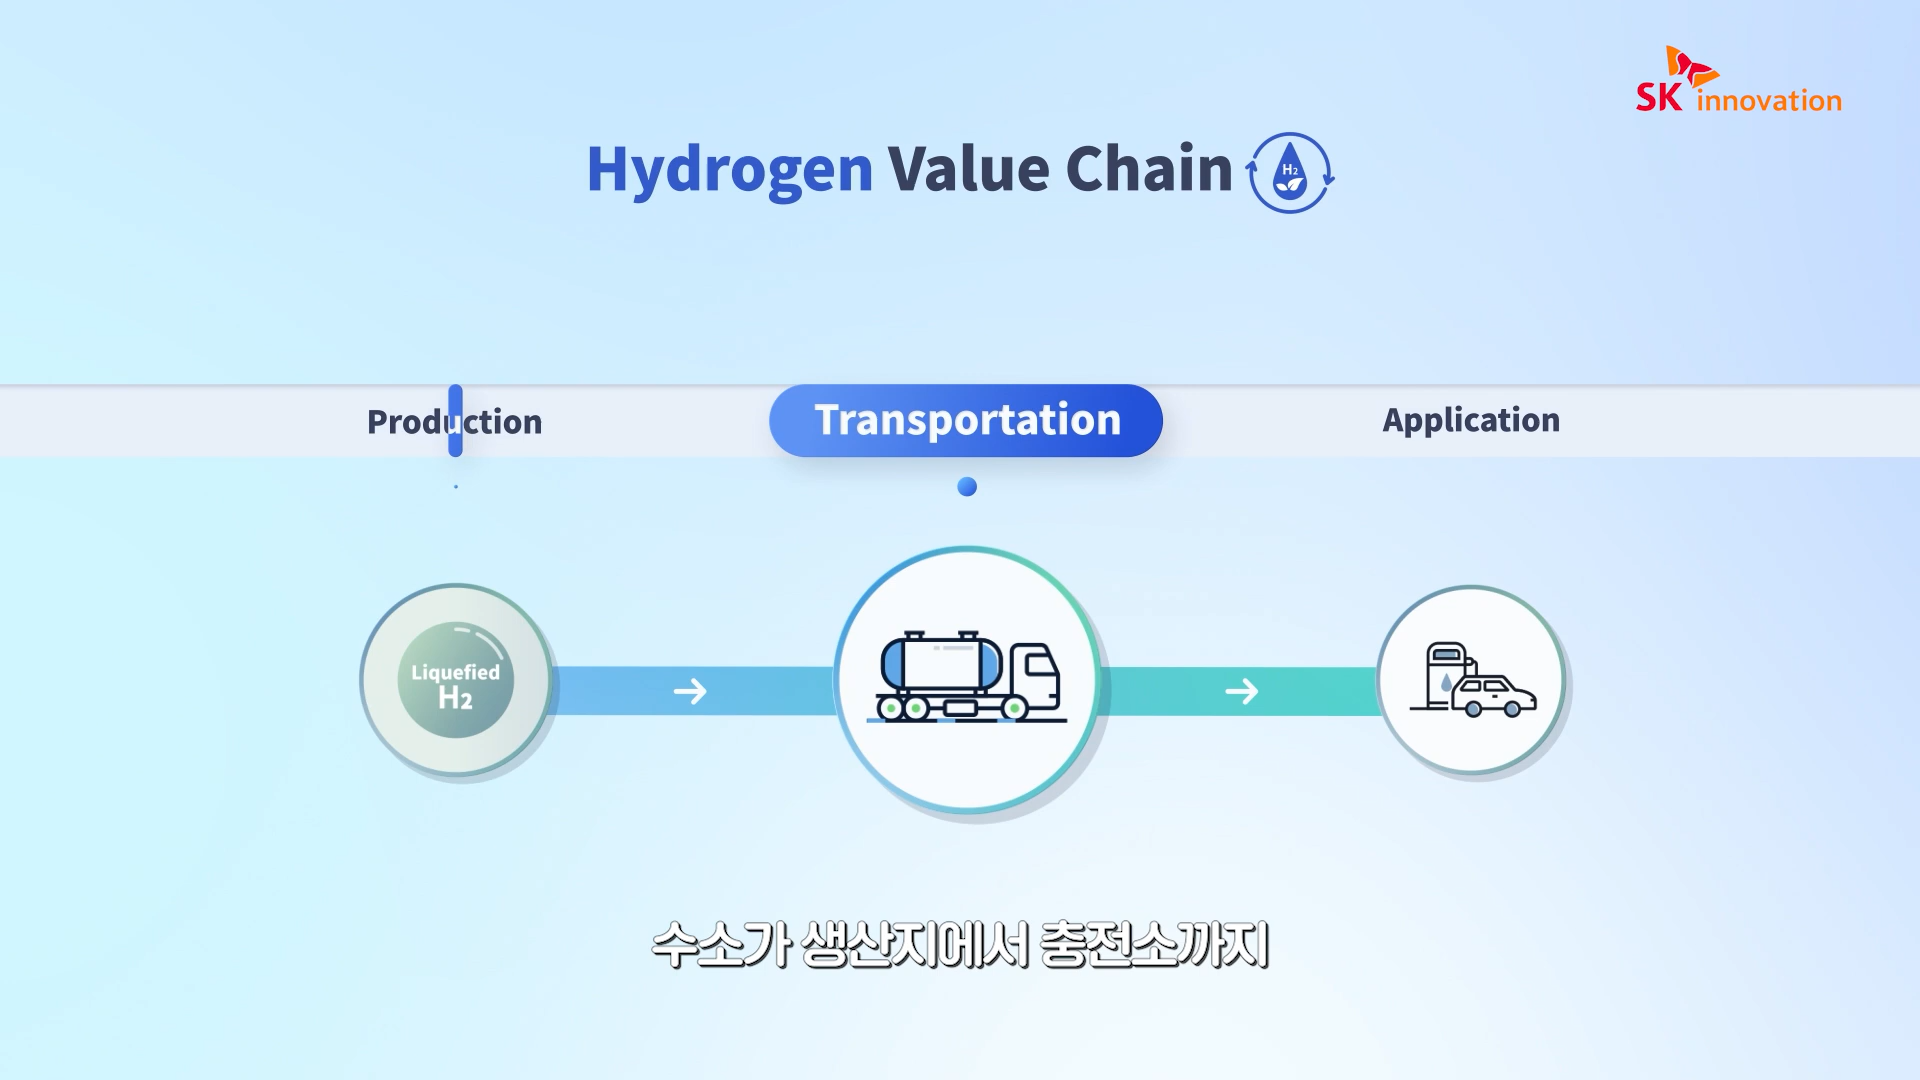 SK innovation
Hydrogen Value Chain
H2
Production
Transportation
Application
Liquefied
H2
수소가 생산지에서 충전소까지